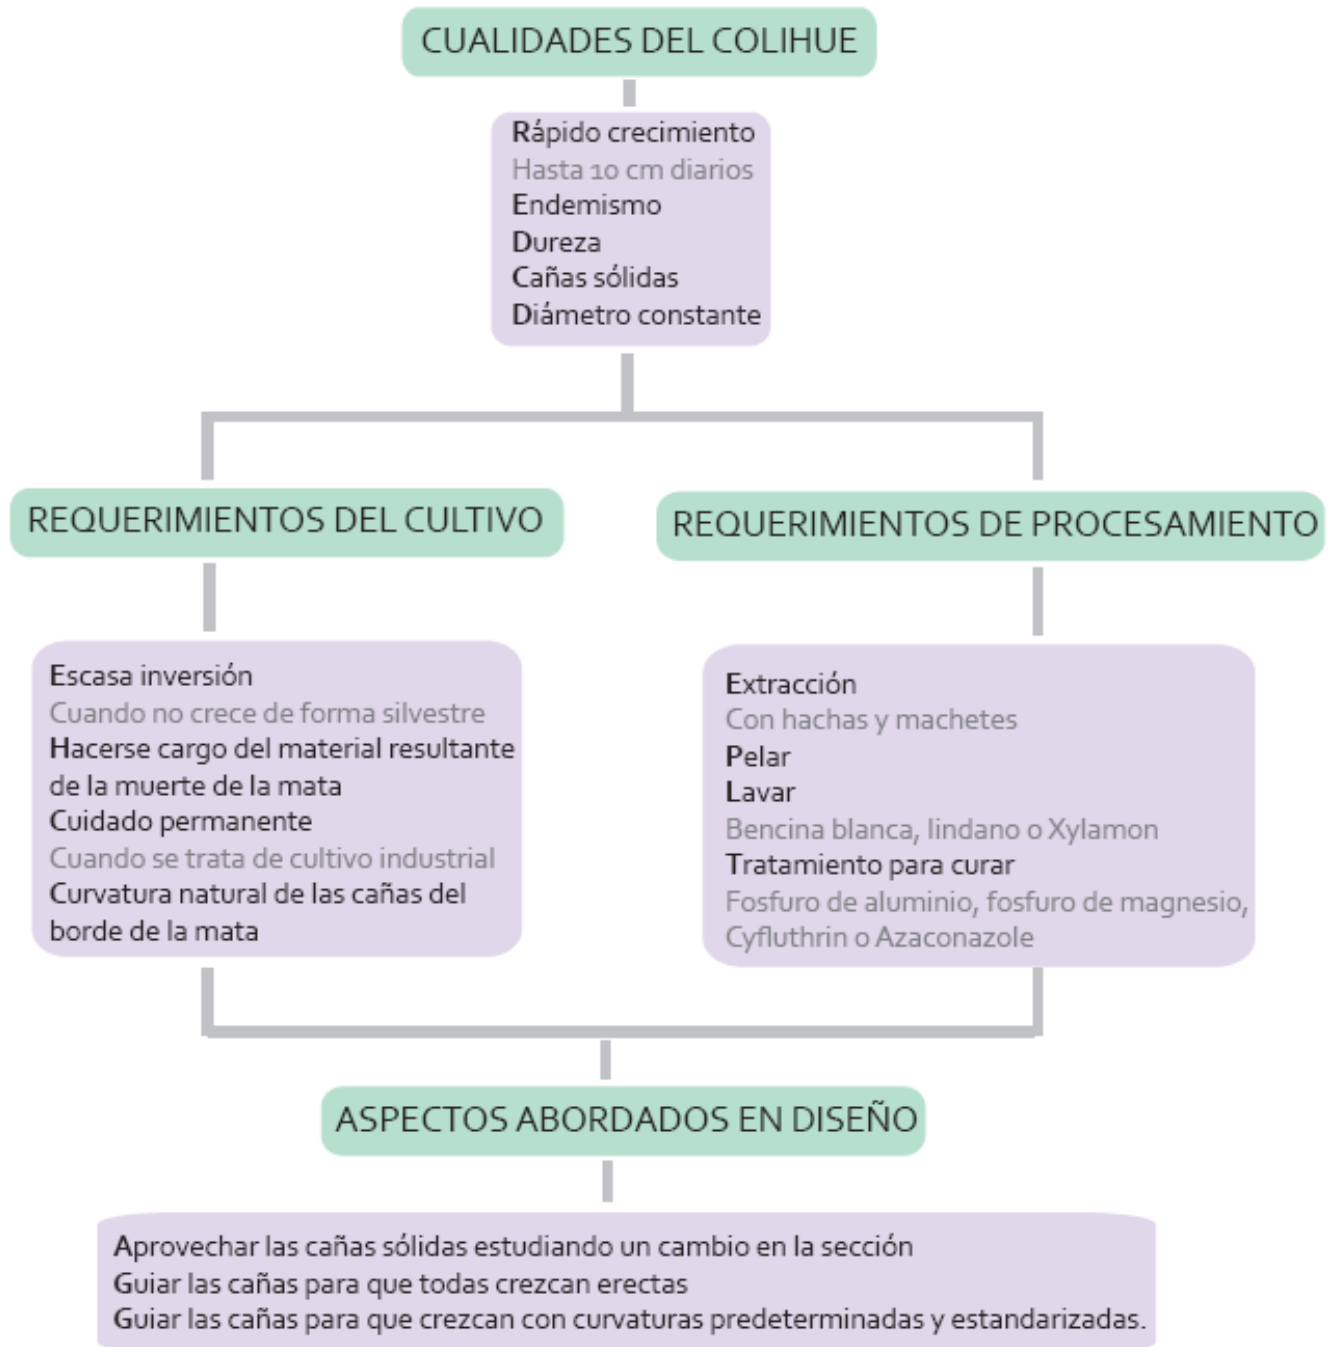 CUALIDADES DEL COLIHUE
Rápido crecimiento
Hasta 10 cm diarios
Endemismo
Dureza
Cañas sólidas
Diámetro constante
REQUERIMIENTOS DEL CULTIVO
Escasa inversión
Cuando no crece de forma silvestre
Hacerse cargo del material resultante
de la muerte de la mata
Cuidado permanente
Cuando se trata de cultivo industrial
Curvatura natural de las cañas del
borde de la mata
REQUERIMIENTOS DE PROCESAMIENTO
Extracción
Con hachas y machetes
Pelar
Lavar
Bencina blanca, lindano o Xylamon
Tratamiento para curar
Fosfuro de aluminio, fosfuro de magnesio,
Cyfluthrin o Azaconazole
ASPECTOS ABORDADOS EN DISEÑO
Aprovechar las cañas sólidas estudiando un cambio en la sección
Guiar las cañas para que todas crezcan erectas
Guiar las cañas para que crezcan con curvaturas predeterminadas y estandarizadas.